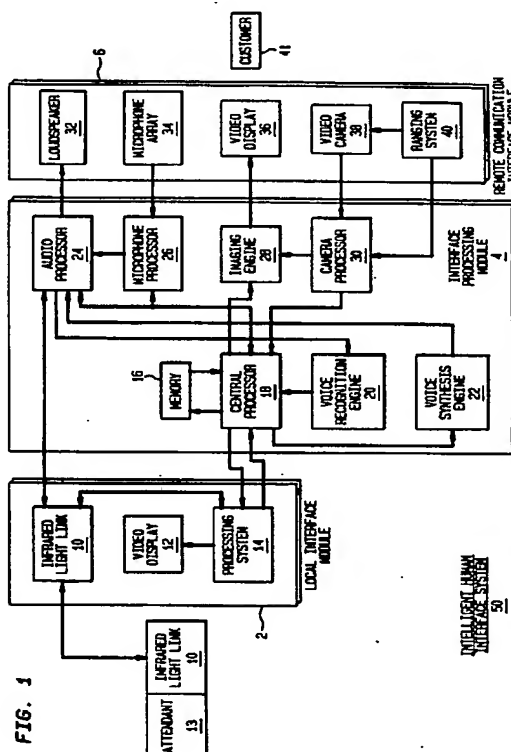 FIG. 1
ATTENDANT
13
INFRARED
LIGHT LINK
10
2
INFRARED
LIGHT LINK
10
VIDEO
DISPLAY
12
PROCESSING
SYSTEM
14
LOCAL INTERFACE
MODULE
16
MEMORY
CENTRAL
PROCESSOR
18
VOICE
RECOGNITION
ENGINE
20
VOICE
SYNTHESIS
ENGINE
22
AUDIO
PROCESSOR
24
MICROPHONE
PROCESSOR
26
IMAGING
ENGINE
28
CAMERA
PROCESSOR
30
INTERFACE
PROCESSING
MODULE
4
6
LOUDSPEAKER
32
MICROPHONE
ARRAY
34
VIDEO
DISPLAY
36
VIDEO
CAMERA
38
RANGING
SYSTEM
40
REMOTE COMMUNICATION
INTERFACE MODULE
CUSTOMER
41
INTELLIGENT HUMAN
INTERFACE SYSTEM
50